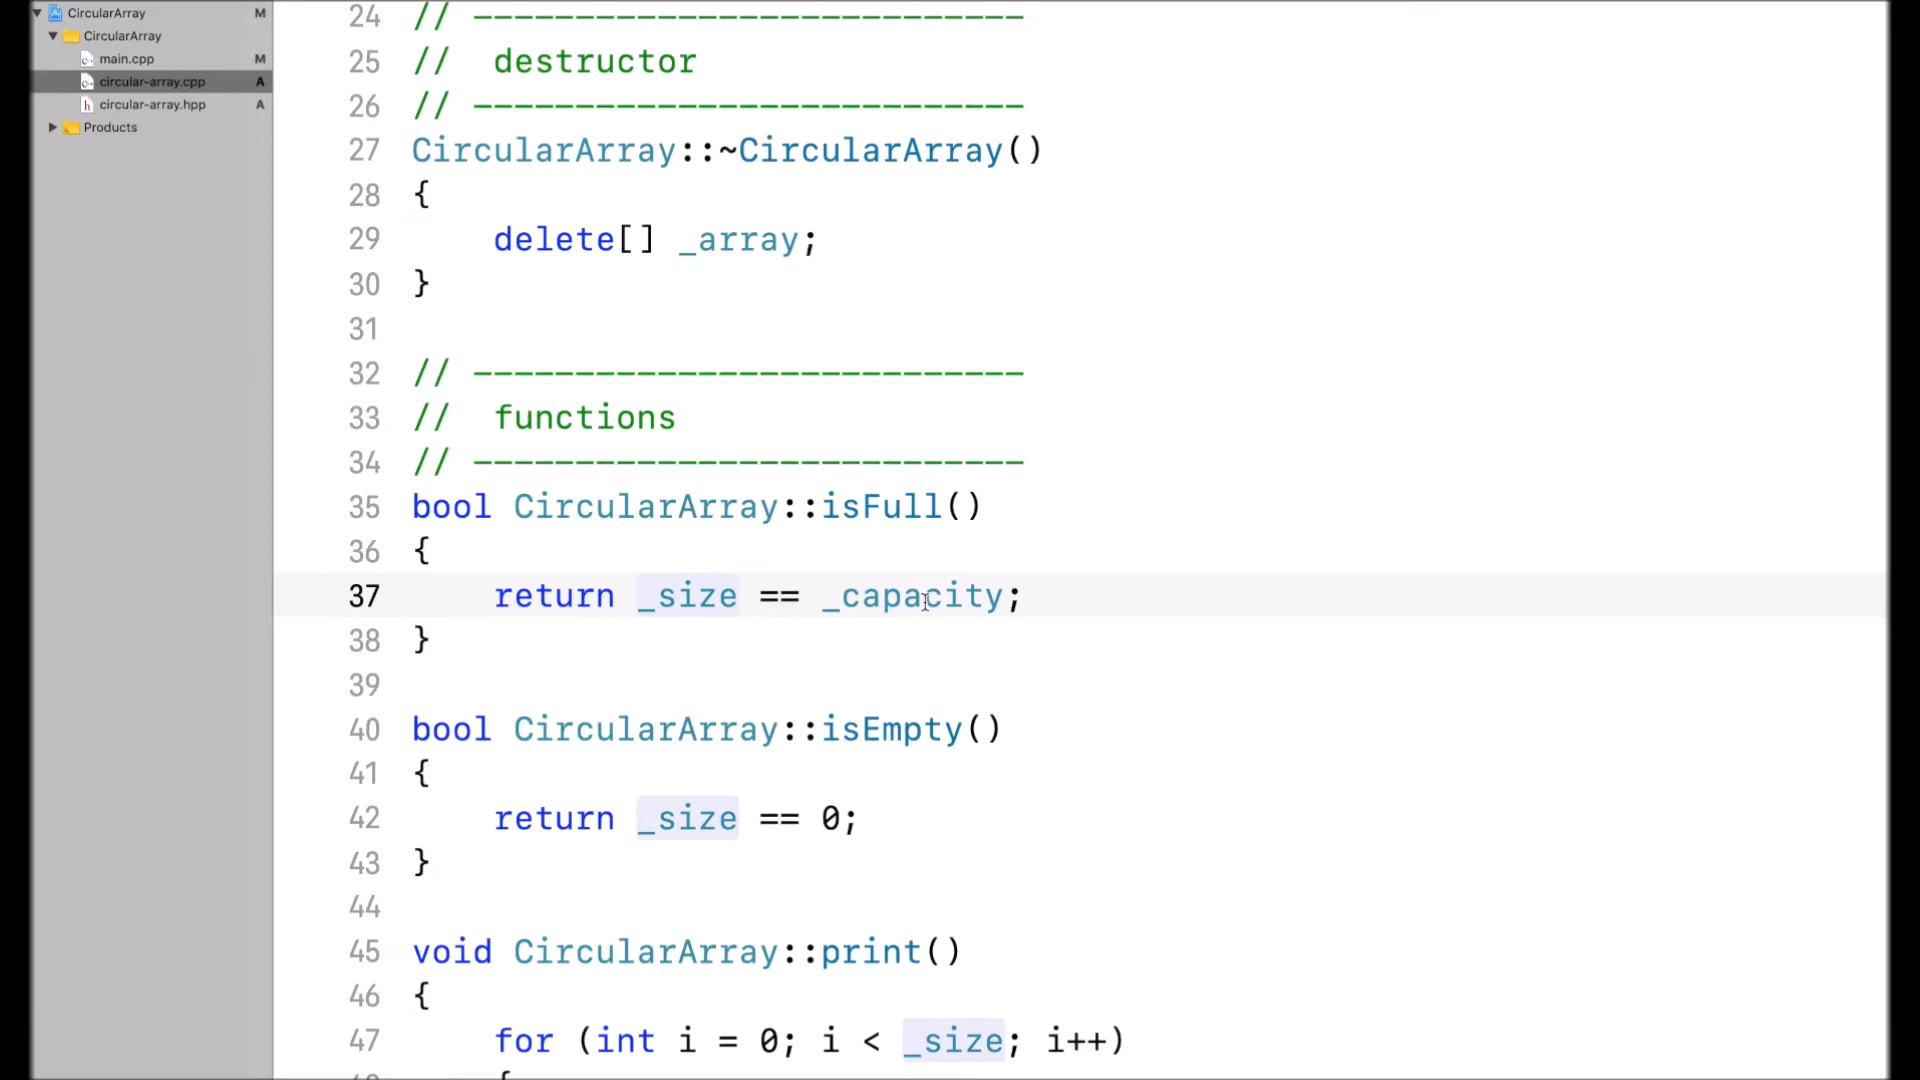 CircularArray M
CircularArray
main.cpp M
circular-array.cpp A
circular-array.hpp A
Products
24 // ---------------------------
25 //  destructor
26 // ---------------------------
27 CircularArray::~CircularArray()
28 {
29     delete[] _array;
30 }
31
32 // ---------------------------
33 //  functions
34 // ---------------------------
35 bool CircularArray::isFull()
36 {
37     return _size == _capacity;
38 }
39
40 bool CircularArray::isEmpty()
41 {
42     return _size == 0;
43 }
44
45 void CircularArray::print()
46 {
47     for (int i = 0; i < _size; i++)